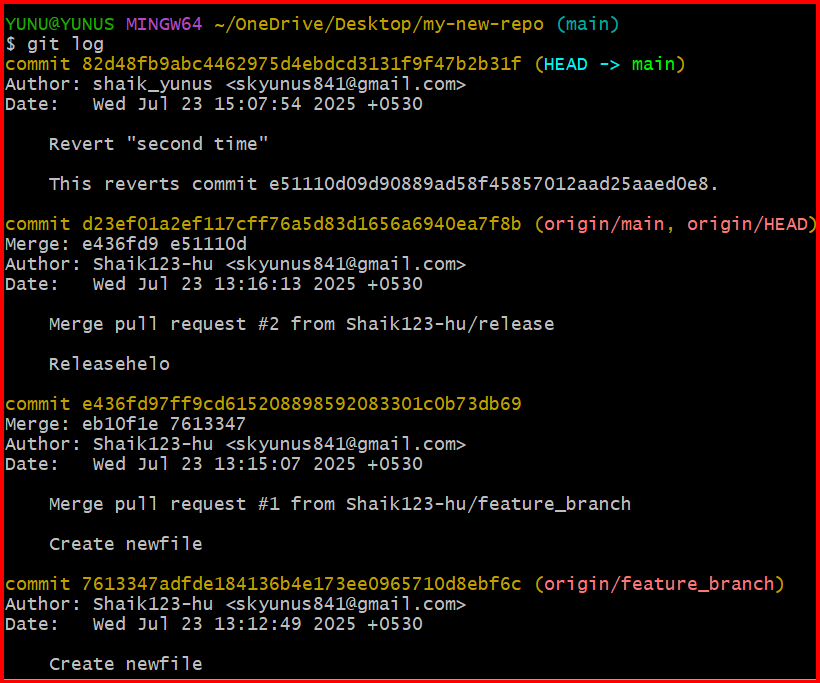 YUNU@YUNUS MINGW64 ~/OneDrive/Desktop/my-new-repo (main)
$ git log
commit 82d48fb9abc4462975d4ebdcd3131f9f47b2b31f (HEAD -> main)
Author: shaik_yunus <skyunus841@gmail.com>
Date:   Wed Jul 23 15:07:54 2025 +0530

    Revert "second time"

    This reverts commit e51110d09d90889ad58f45857012aad25aaed0e8.

commit d23ef01a2ef117cff76a5d83d1656a6940ea7f8b (origin/main, origin/HEAD)
Merge: e436fd9 e51110d
Author: Shaik123-hu <skyunus841@gmail.com>
Date:   Wed Jul 23 13:16:13 2025 +0530

    Merge pull request #2 from Shaik123-hu/release

    Releasehelo

commit e436fd97ff9cd615208898592083301c0b73db69
Merge: eb10f1e 7613347
Author: Shaik123-hu <skyunus841@gmail.com>
Date:   Wed Jul 23 13:15:07 2025 +0530

    Merge pull request #1 from Shaik123-hu/feature_branch

    Create newfile

commit 7613347adfde184136b4e173ee0965710d8ebf6c (origin/feature_branch)
Author: Shaik123-hu <skyunus841@gmail.com>
Date:   Wed Jul 23 13:12:49 2025 +0530

    Create newfile